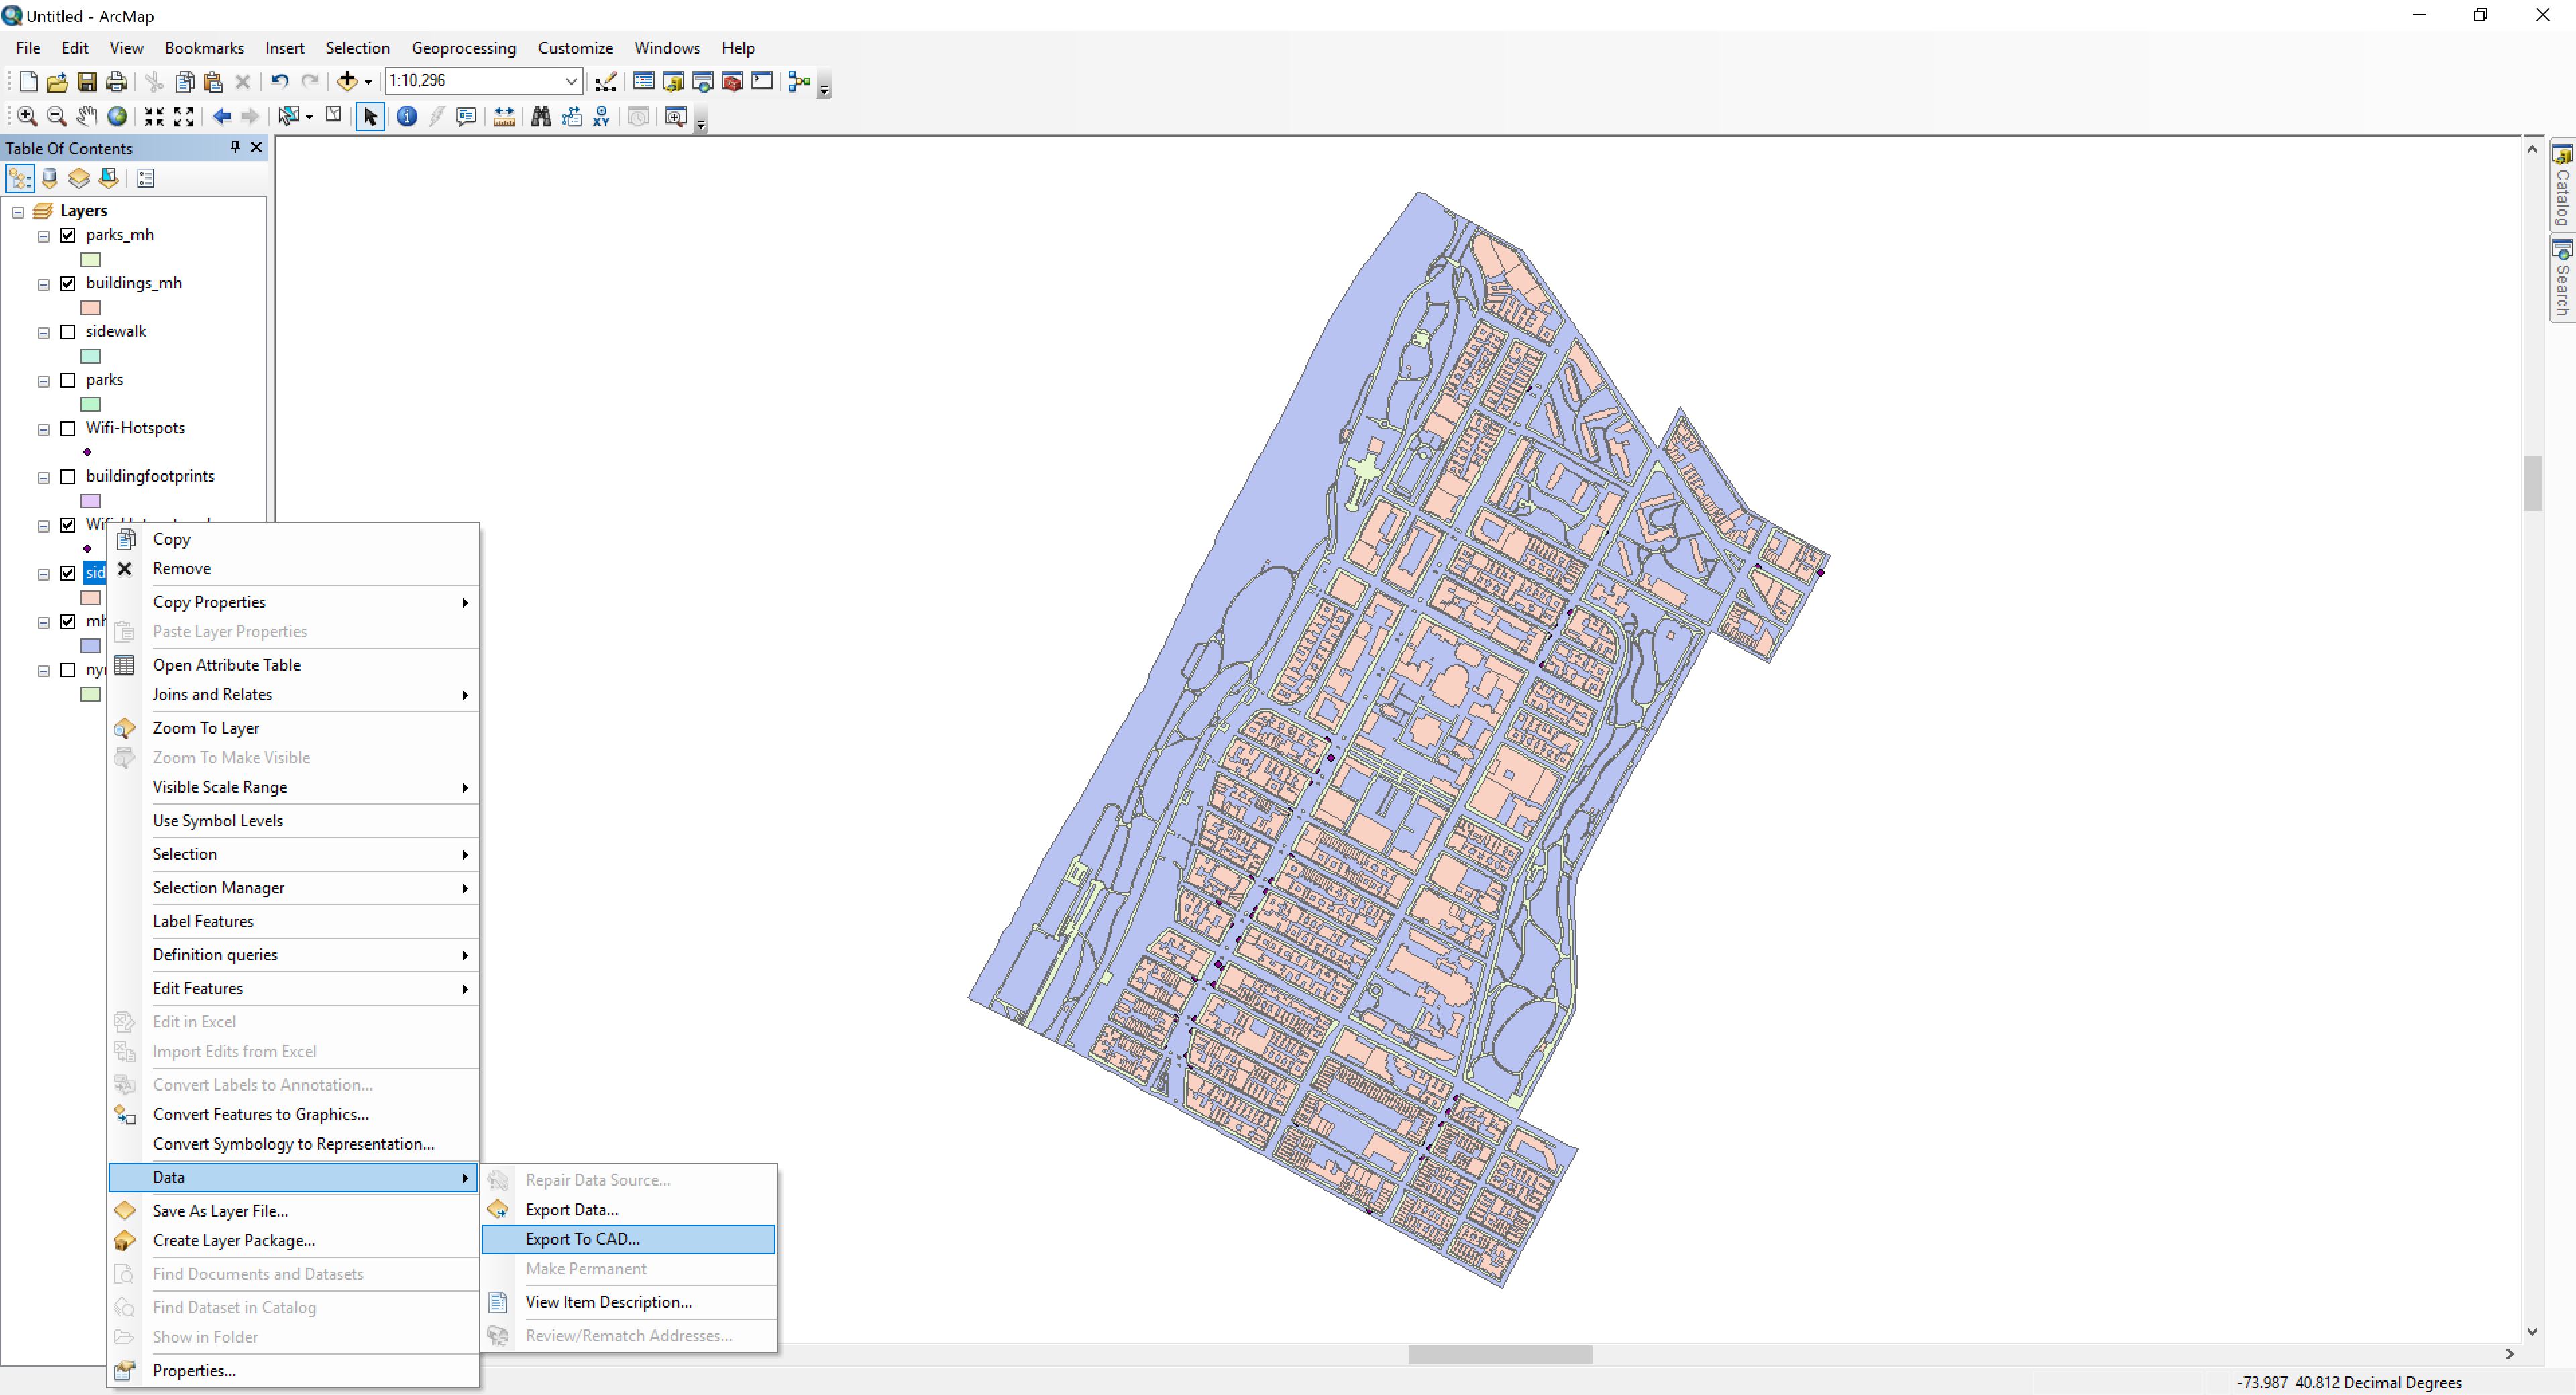 Untitled - ArcMap
File Edit View Bookmarks Insert Selection Geoprocessing Customize Windows Help
1:10,296
XY
Table Of Contents
Layers
parks_mh
buildings_mh
sidewalk
parks
Wifi-Hotspots
buildingfootprints
sid
mh
Copy
Remove
Copy Properties
Paste Layer Properties
Open Attribute Table
Joins and Relates
Zoom To Layer
Zoom To Make Visible
Visible Scale Range
Use Symbol Levels
Selection
Selection Manager
Label Features
Definition queries
Edit Features
Edit in Excel
Import Edits from Excel
Convert Labels to Annotation...
Convert Features to Graphics...
Convert Symbology to Representation...
Data
Save As Layer File...
Create Layer Package...
Find Documents and Datasets
Find Dataset in Catalog
Show in Folder
Properties...
Repair Data Source...
Export Data...
Export To CAD...
Make Permanent
View Item Description...
Review/Rematch Addresses...
Catalog
Search
-73.987 40.812 Decimal Degrees